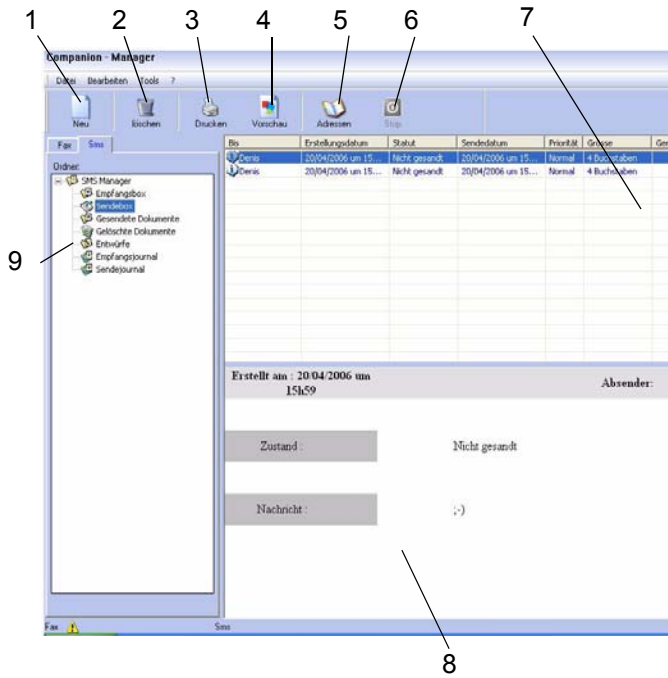 1 2 3 4 5 6 7
Companion - Manager
Datei Bearbeiten Tools ?
Neu löschen Drucken Vorschau Adressen Stop
Fax Sms
Ordner:
SMS Manager
Empfangsbox
Sendebox
Gesendete Dokumente
Gelöschte Dokumente
Entwürfe
Empfangsjournal
Sendejournal
9
Bis Erstellungsdatum Statut Sendedatum Priorität Grösse
Denis 20/04/2006 um 15... Nicht gesandt 20/04/2006 um 15... Normal 4 Buchstaben
Denis 20/04/2006 um 15... Nicht gesandt 20/04/2006 um 15... Normal 4 Buchstaben
Erstellt am : 20/04/2006 um
15h59
Absender:
Zustand : Nicht gesandt
Nachricht : ;-)
Fax Sms
8